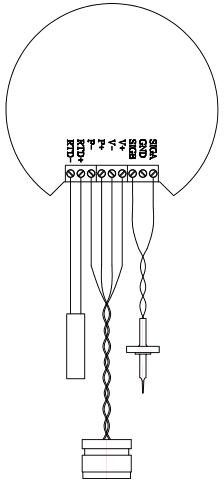 RTD-
RTD+
P-
P+
V-
V+
SIGB
GND
SIGA